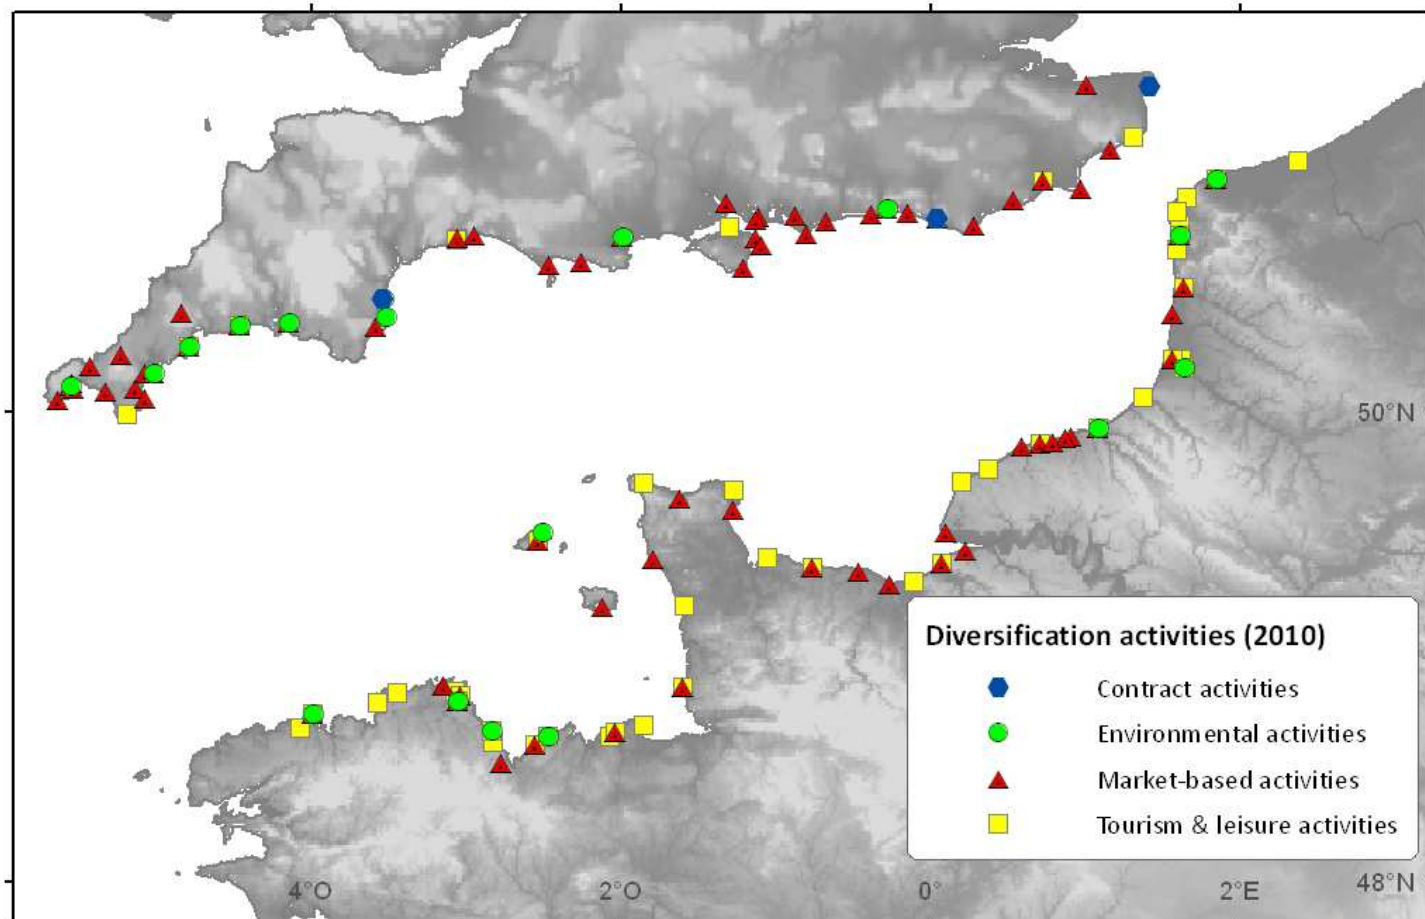 50°N
Diversification activities (2010)
Contract activities
Environmental activities
Market-based activities
Tourism & leisure activities
4°O 2°O 0° 2°E 48°N